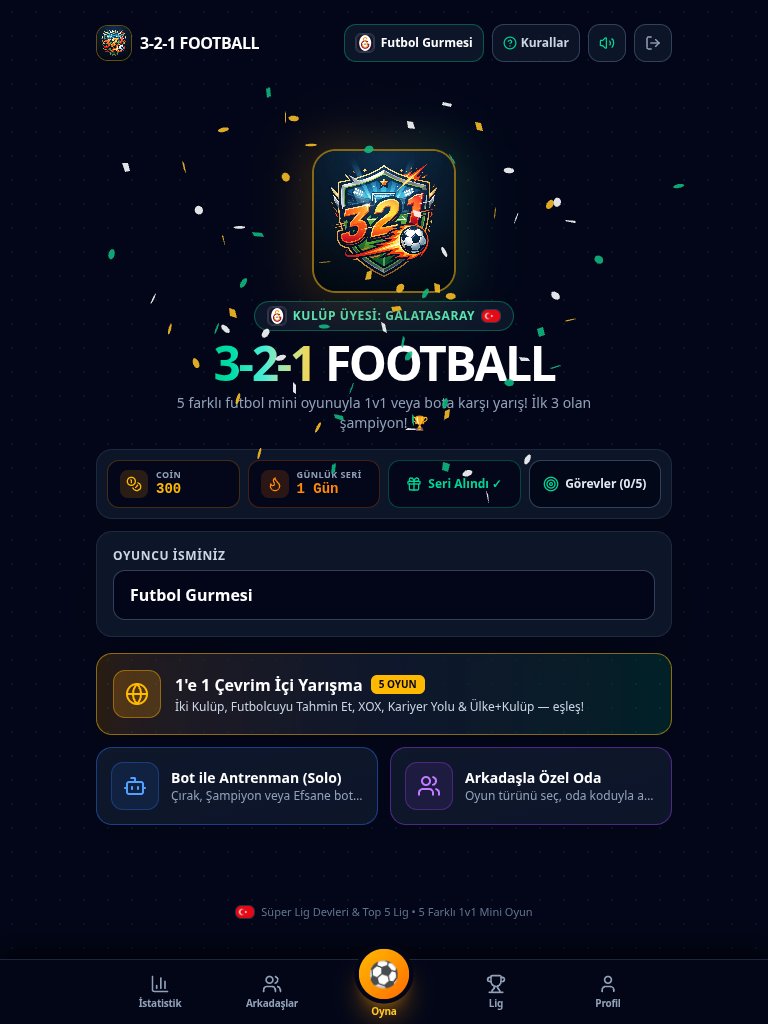 3-2-1 FOOTBALL
Futbol Gurmesi
Kurallar
321
KULÜP ÜYESİ: GALATASARAY
3-2-1 FOOTBALL
5 farklı futbol mini oyunuyla 1v1 veya bota karşı yarış! İlk 3 olan
şampiyon! 🏆
COİN
300
GÜNLÜK SERİ
1 Gün
Seri Alındı ✓
Görevler (0/5)
OYUNCU İSMİNİZ
Futbol Gurmesi
1'e 1 Çevrim İçi Yarışma
5 OYUN
İki Kulüp, Futbolcuyu Tahmin Et, XOX, Kariyer Yolu & Ülke+Kulüp — eşleş!
Bot ile Antrenman (Solo)
Çırak, Şampiyon veya Efsane bot...
Arkadaşla Özel Oda
Oyun türünü seç, oda koduyla a...
Süper Lig Devleri & Top 5 Lig • 5 Farklı 1v1 Mini Oyun
İstatistik
Arkadaşlar
Oyna
Lig
Profil